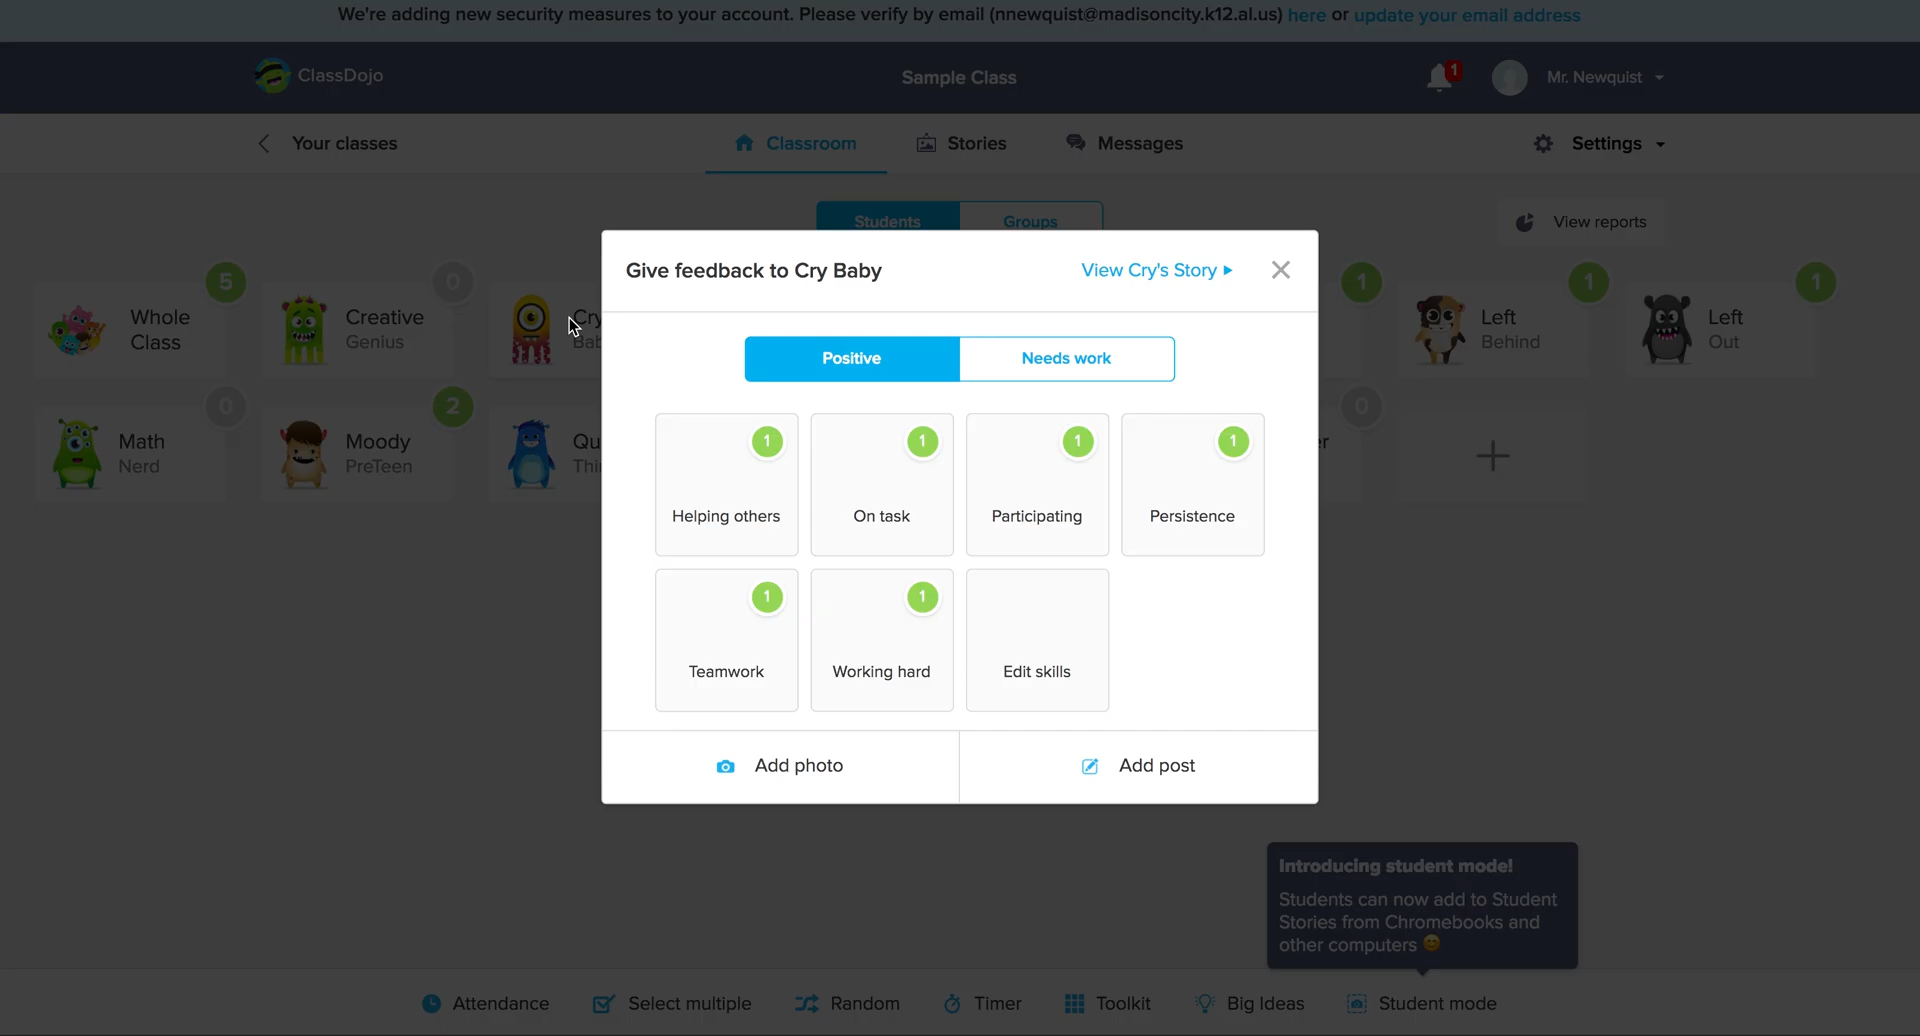 We're adding new security measures to your account. Please verify by email (nnewquist@madisoncity.k12.al.us) here or update your email address
ClassDojo
Sample Class
1
Mr. Newquist
Your classes
Classroom
Stories
Messages
Settings
Students
Groups
View reports
Give feedback to Cry Baby
View Cry's Story
5
Whole
Class
0
Creative
Genius
Cry
Bab
1
1
Left
Behind
1
Left
Out
Positive
Needs work
0
Math
Nerd
2
Moody
PreTeen
Qu
Thi
0
er
1
Helping others
1
On task
1
Participating
1
Persistence
1
Teamwork
1
Working hard
Edit skills
Add photo
Add post
Introducing student mode!
Students can now add to Student
Stories from Chromebooks and
other computers
Attendance
Select multiple
Random
Timer
Toolkit
Big Ideas
Student mode